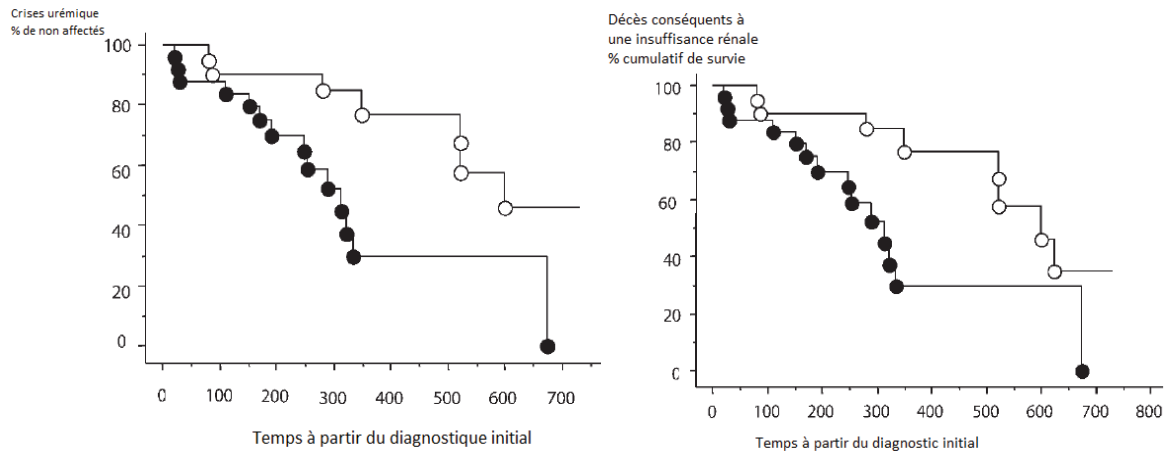 Crises urémique
% de non affectés
100
80
60
40
20
0
0 100 200 300 400 500 600 700
Temps à partir du diagnostique initial
Décès conséquents à
une insuffisance rénale
% cumulatif de survie
100
80
60
40
20
0
0 100 200 300 400 500 600 700 800
Temps à partir du diagnostic initial